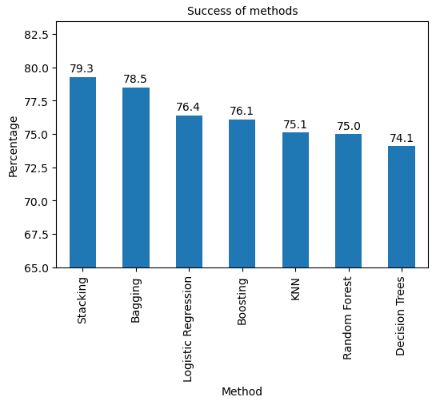 Success of methods
Percentage
82.5
80.0
77.5
75.0
72.5
70.0
67.5
65.0
79.3
78.5
76.4
76.1
75.1
75.0
74.1
Stacking
Bagging
Logistic Regression
Boosting
KNN
Random Forest
Decision Trees
Method